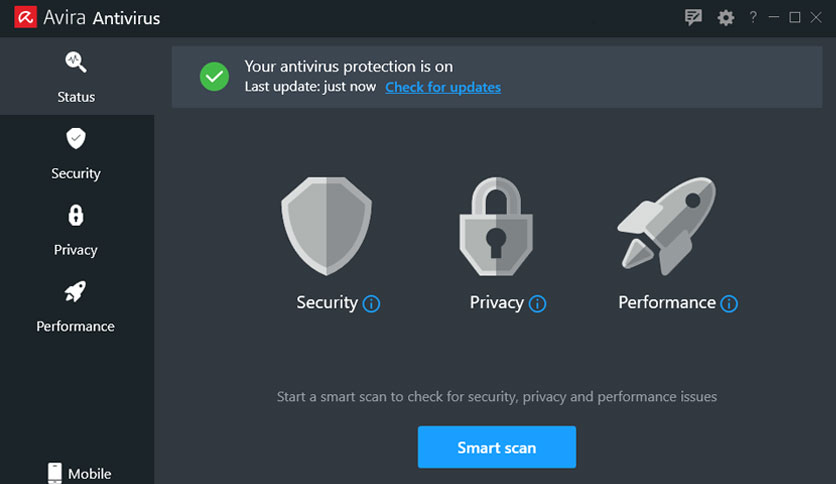 Avira Antivirus
?
Status
Security
Privacy
Performance
Mobile
Your antivirus protection is on
Last update: just now Check for updates
Security Privacy Performance
Start a smart scan to check for security, privacy and performance issues
Smart scan